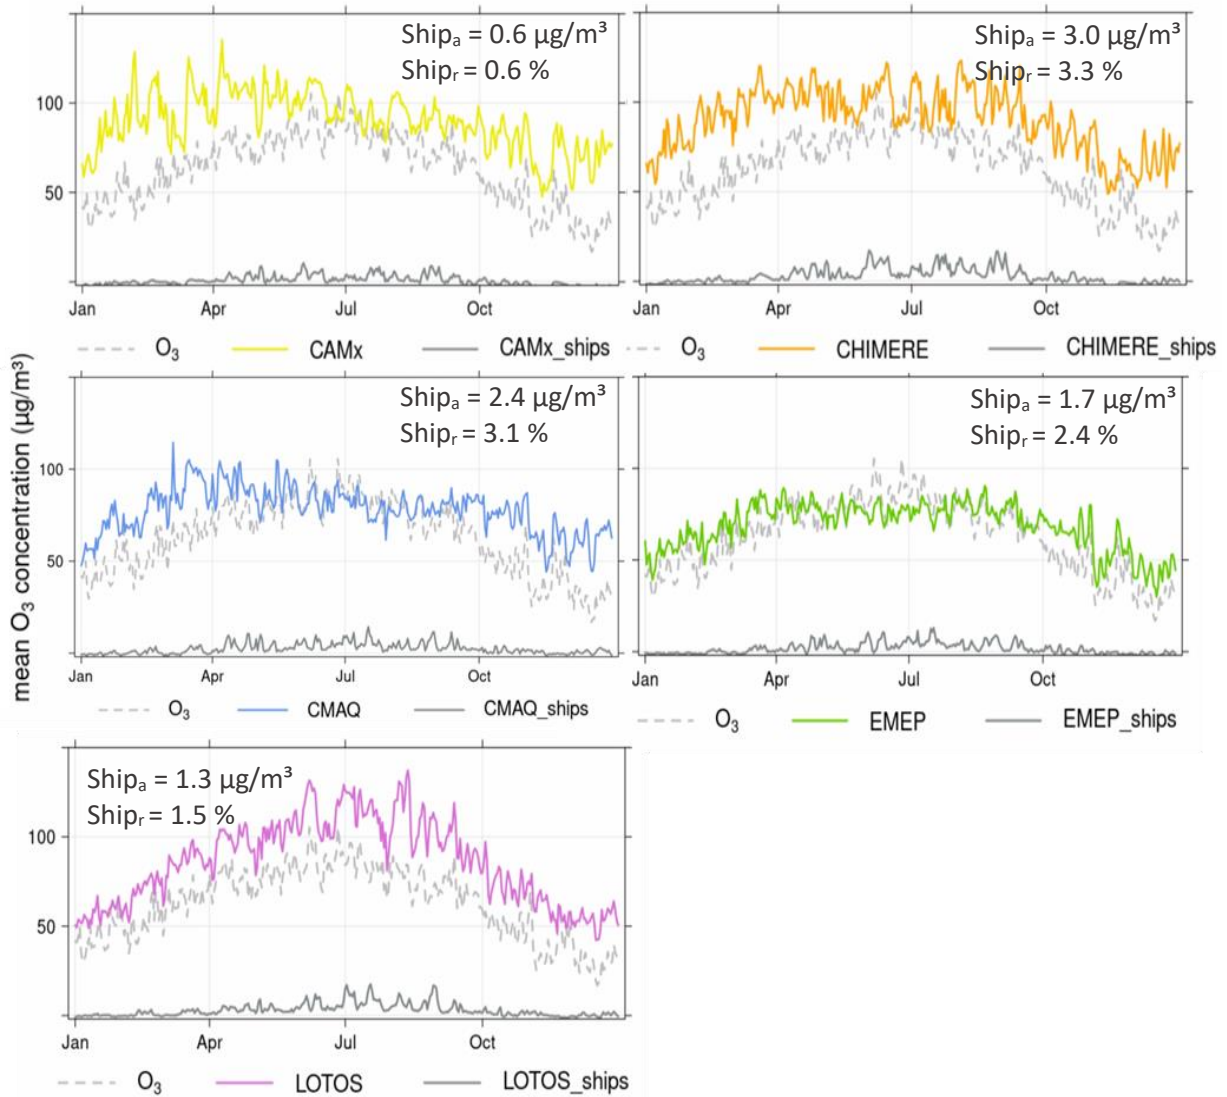 mean O₃ concentration (µg/m³)
Shipₐ = 0.6 µg/m³
Shipᵣ = 0.6 %
100
50
Jan Apr Jul Oct
O₃ CAMx CAMx_ships
Shipₐ = 3.0 µg/m³
Shipᵣ = 3.3 %
Jan Apr Jul Oct
O₃ CHIMERE CHIMERE_ships
Shipₐ = 2.4 µg/m³
Shipᵣ = 3.1 %
100
50
Jan Apr Jul Oct
O₃ CMAQ CMAQ_ships
Shipₐ = 1.7 µg/m³
Shipᵣ = 2.4 %
Jan Apr Jul Oct
O₃ EMEP EMEP_ships
Shipₐ = 1.3 µg/m³
Shipᵣ = 1.5 %
100
50
Jan Apr Jul Oct
O₃ LOTOS LOTOS_ships